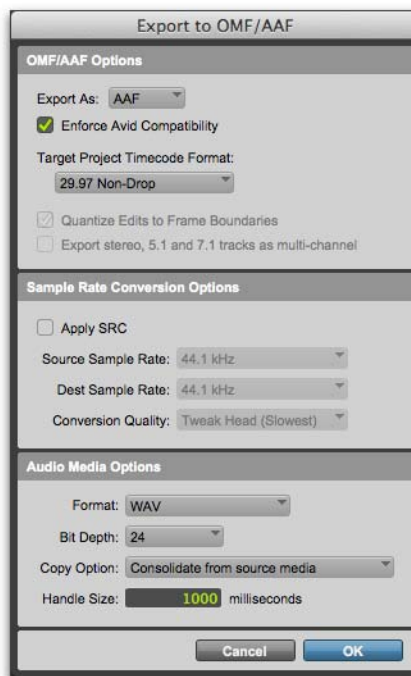 Export to OMF/AAF
OMF/AAF Options
Export As: AAF
Enforce Avid Compatibility
Target Project Timecode Format:
29.97 Non-Drop
Quantize Edits to Frame Boundaries
Export stereo, 5.1 and 7.1 tracks as multi-channel
Sample Rate Conversion Options
Apply SRC
Source Sample Rate: 44.1 kHz
Dest Sample Rate: 44.1 kHz
Conversion Quality: Tweak Head (Slowest)
Audio Media Options
Format: WAV
Bit Depth: 24
Copy Option: Consolidate from source media
Handle Size: 1000 milliseconds
Cancel OK